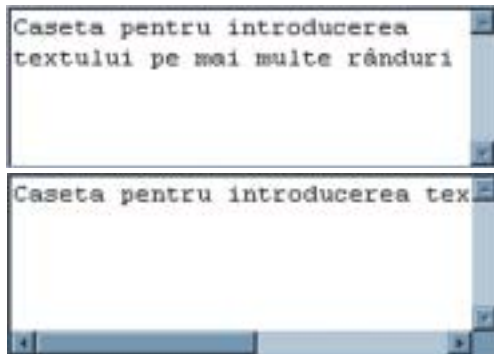 Caseta pentru introducerea
textului pe mai multe rânduri
Caseta pentru introducerea tex